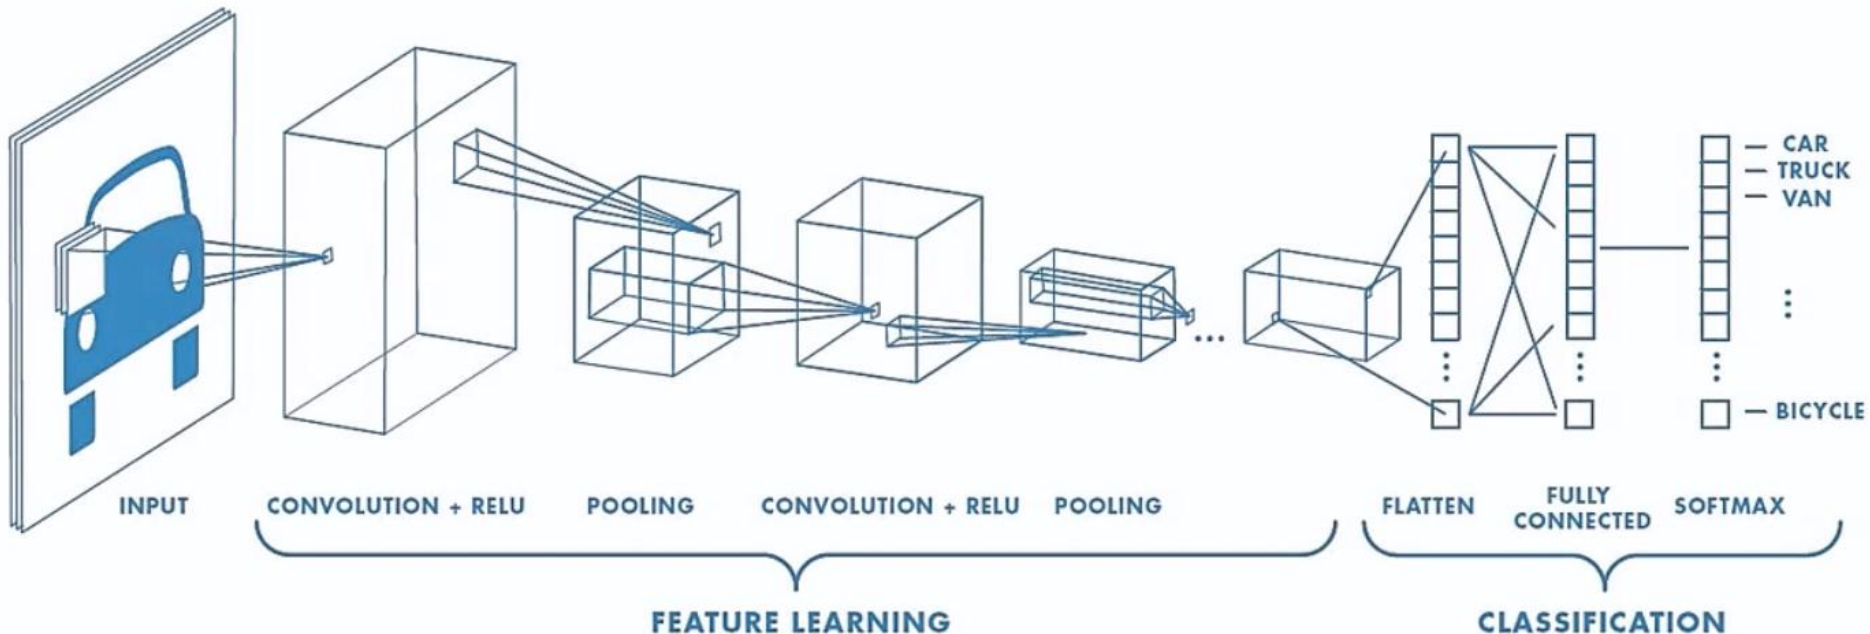 CAR
TRUCK
VAN
BICYCLE
INPUT
CONVOLUTION + RELU
POOLING
CONVOLUTION + RELU
POOLING
FLATTEN
FULLY
CONNECTED
SOFTMAX
FEATURE LEARNING
CLASSIFICATION